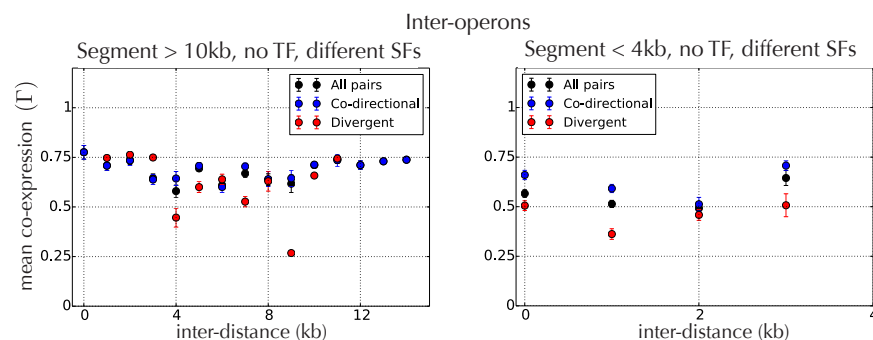 Inter-operons
Segment > 10kb, no TF, different SFs
Segment < 4kb, no TF, different SFs
mean co-expression (Γ)
1
0.75
0.5
0.25
0
All pairs
Co-directional
Divergent
0 4 8 12
inter-distance (kb)
1
0.75
0.5
0.25
0
All pairs
Co-directional
Divergent
0 2 4
inter-distance (kb)